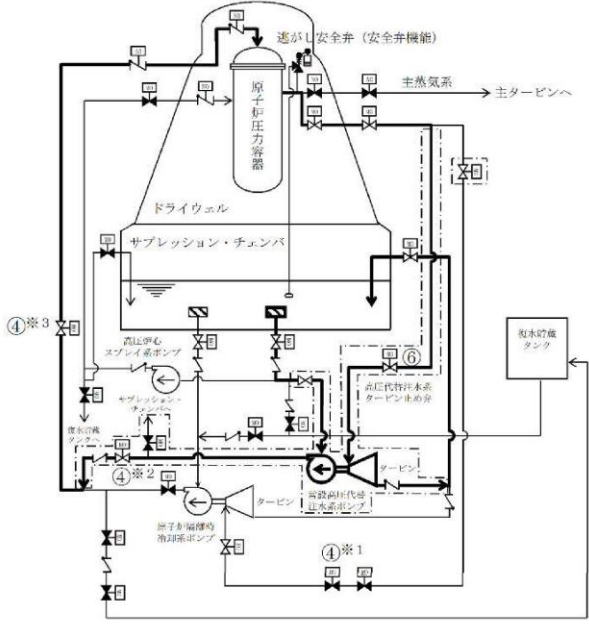 逃がし安全弁（安全弁機能）
主蒸気系
主タービンへ
原子炉圧力容器
ドライウェル
サプレッション・チェンバ
④※3
高圧炉心
スプレイ系ポンプ
⑥
復水貯蔵
タンク
高圧代替注水系
タービン止め弁
サプレッション・
チェンバへ
復水貯蔵
タンクへ
④※2
タービン
常設高圧代替
注水系ポンプ
タービン
原子炉隔離時
冷却系ポンプ
④※1